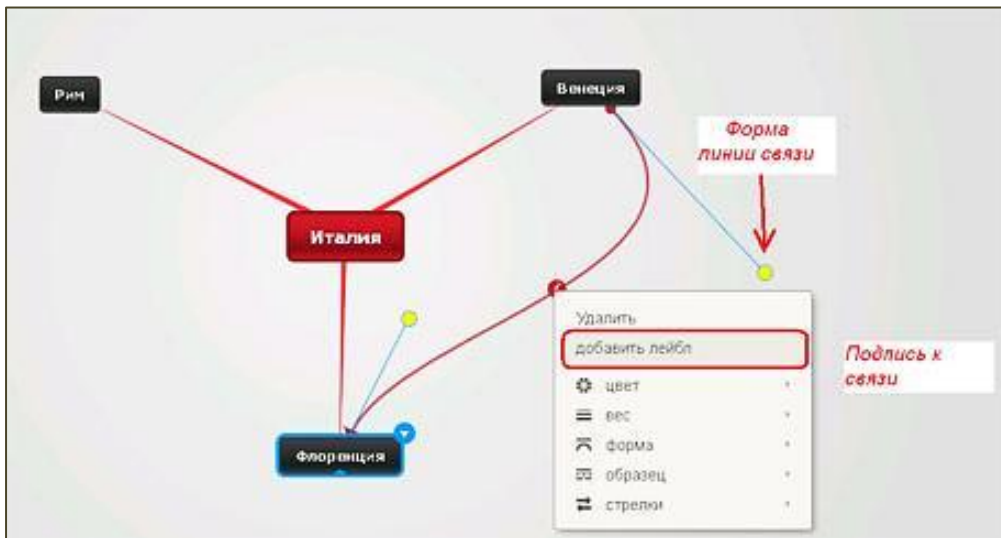 Рим
Венеция
Форма
линии связи
Италия
Удалить
добавить лейбл
Подпись к
связи
цвет
вес
форма
образец
стрелки
Флоренция